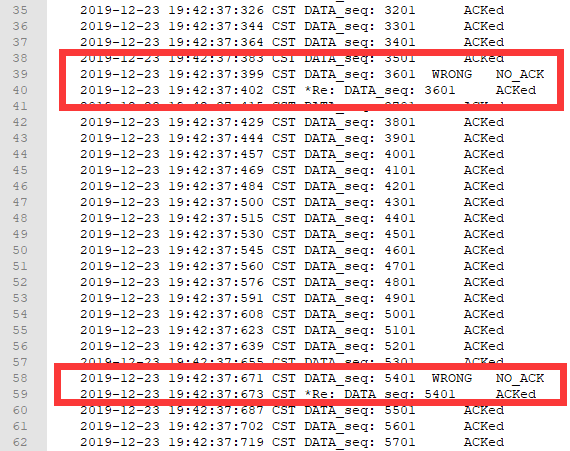 35 2019-12-23 19:42:37:326 CST DATA_seq: 3201 ACKed
36 2019-12-23 19:42:37:344 CST DATA_seq: 3301 ACKed
37 2019-12-23 19:42:37:364 CST DATA_seq: 3401 ACKed
38 2019-12-23 19:42:37:383 CST DATA_seq: 3501 ACKed
39 2019-12-23 19:42:37:399 CST DATA_seq: 3601 WRONG NO_ACK
40 2019-12-23 19:42:37:402 CST *Re: DATA_seq: 3601 ACKed
41 2019-12-23 19:42:37:415 CST DATA_seq: 3701 ACKed
42 2019-12-23 19:42:37:429 CST DATA_seq: 3801 ACKed
43 2019-12-23 19:42:37:444 CST DATA_seq: 3901 ACKed
44 2019-12-23 19:42:37:457 CST DATA_seq: 4001 ACKed
45 2019-12-23 19:42:37:469 CST DATA_seq: 4101 ACKed
46 2019-12-23 19:42:37:484 CST DATA_seq: 4201 ACKed
47 2019-12-23 19:42:37:500 CST DATA_seq: 4301 ACKed
48 2019-12-23 19:42:37:515 CST DATA_seq: 4401 ACKed
49 2019-12-23 19:42:37:530 CST DATA_seq: 4501 ACKed
50 2019-12-23 19:42:37:545 CST DATA_seq: 4601 ACKed
51 2019-12-23 19:42:37:560 CST DATA_seq: 4701 ACKed
52 2019-12-23 19:42:37:576 CST DATA_seq: 4801 ACKed
53 2019-12-23 19:42:37:591 CST DATA_seq: 4901 ACKed
54 2019-12-23 19:42:37:608 CST DATA_seq: 5001 ACKed
55 2019-12-23 19:42:37:623 CST DATA_seq: 5101 ACKed
56 2019-12-23 19:42:37:639 CST DATA_seq: 5201 ACKed
57 2019-12-23 19:42:37:655 CST DATA_seq: 5301 ACKed
58 2019-12-23 19:42:37:671 CST DATA_seq: 5401 WRONG NO_ACK
59 2019-12-23 19:42:37:673 CST *Re: DATA_seq: 5401 ACKed
60 2019-12-23 19:42:37:687 CST DATA_seq: 5501 ACKed
61 2019-12-23 19:42:37:702 CST DATA_seq: 5601 ACKed
62 2019-12-23 19:42:37:719 CST DATA_seq: 5701 ACKed